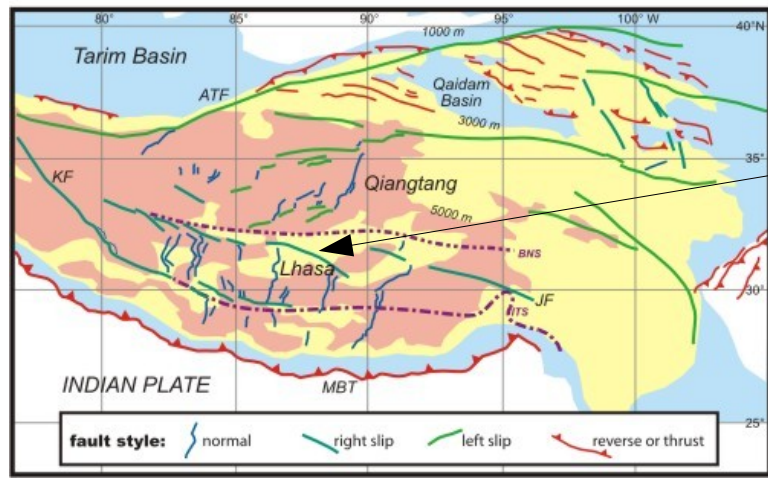 80° 85° 90° 95° 100° W 40°N
1000 m
Tarim Basin
Qaidam
Basin
ATF
3000 m
35°
KF
Qiangtang
5000 m
BNS
Lhasa
30°
JF
ITS
INDIAN PLATE
MBT
25°
fault style: normal right slip left slip reverse or thrust